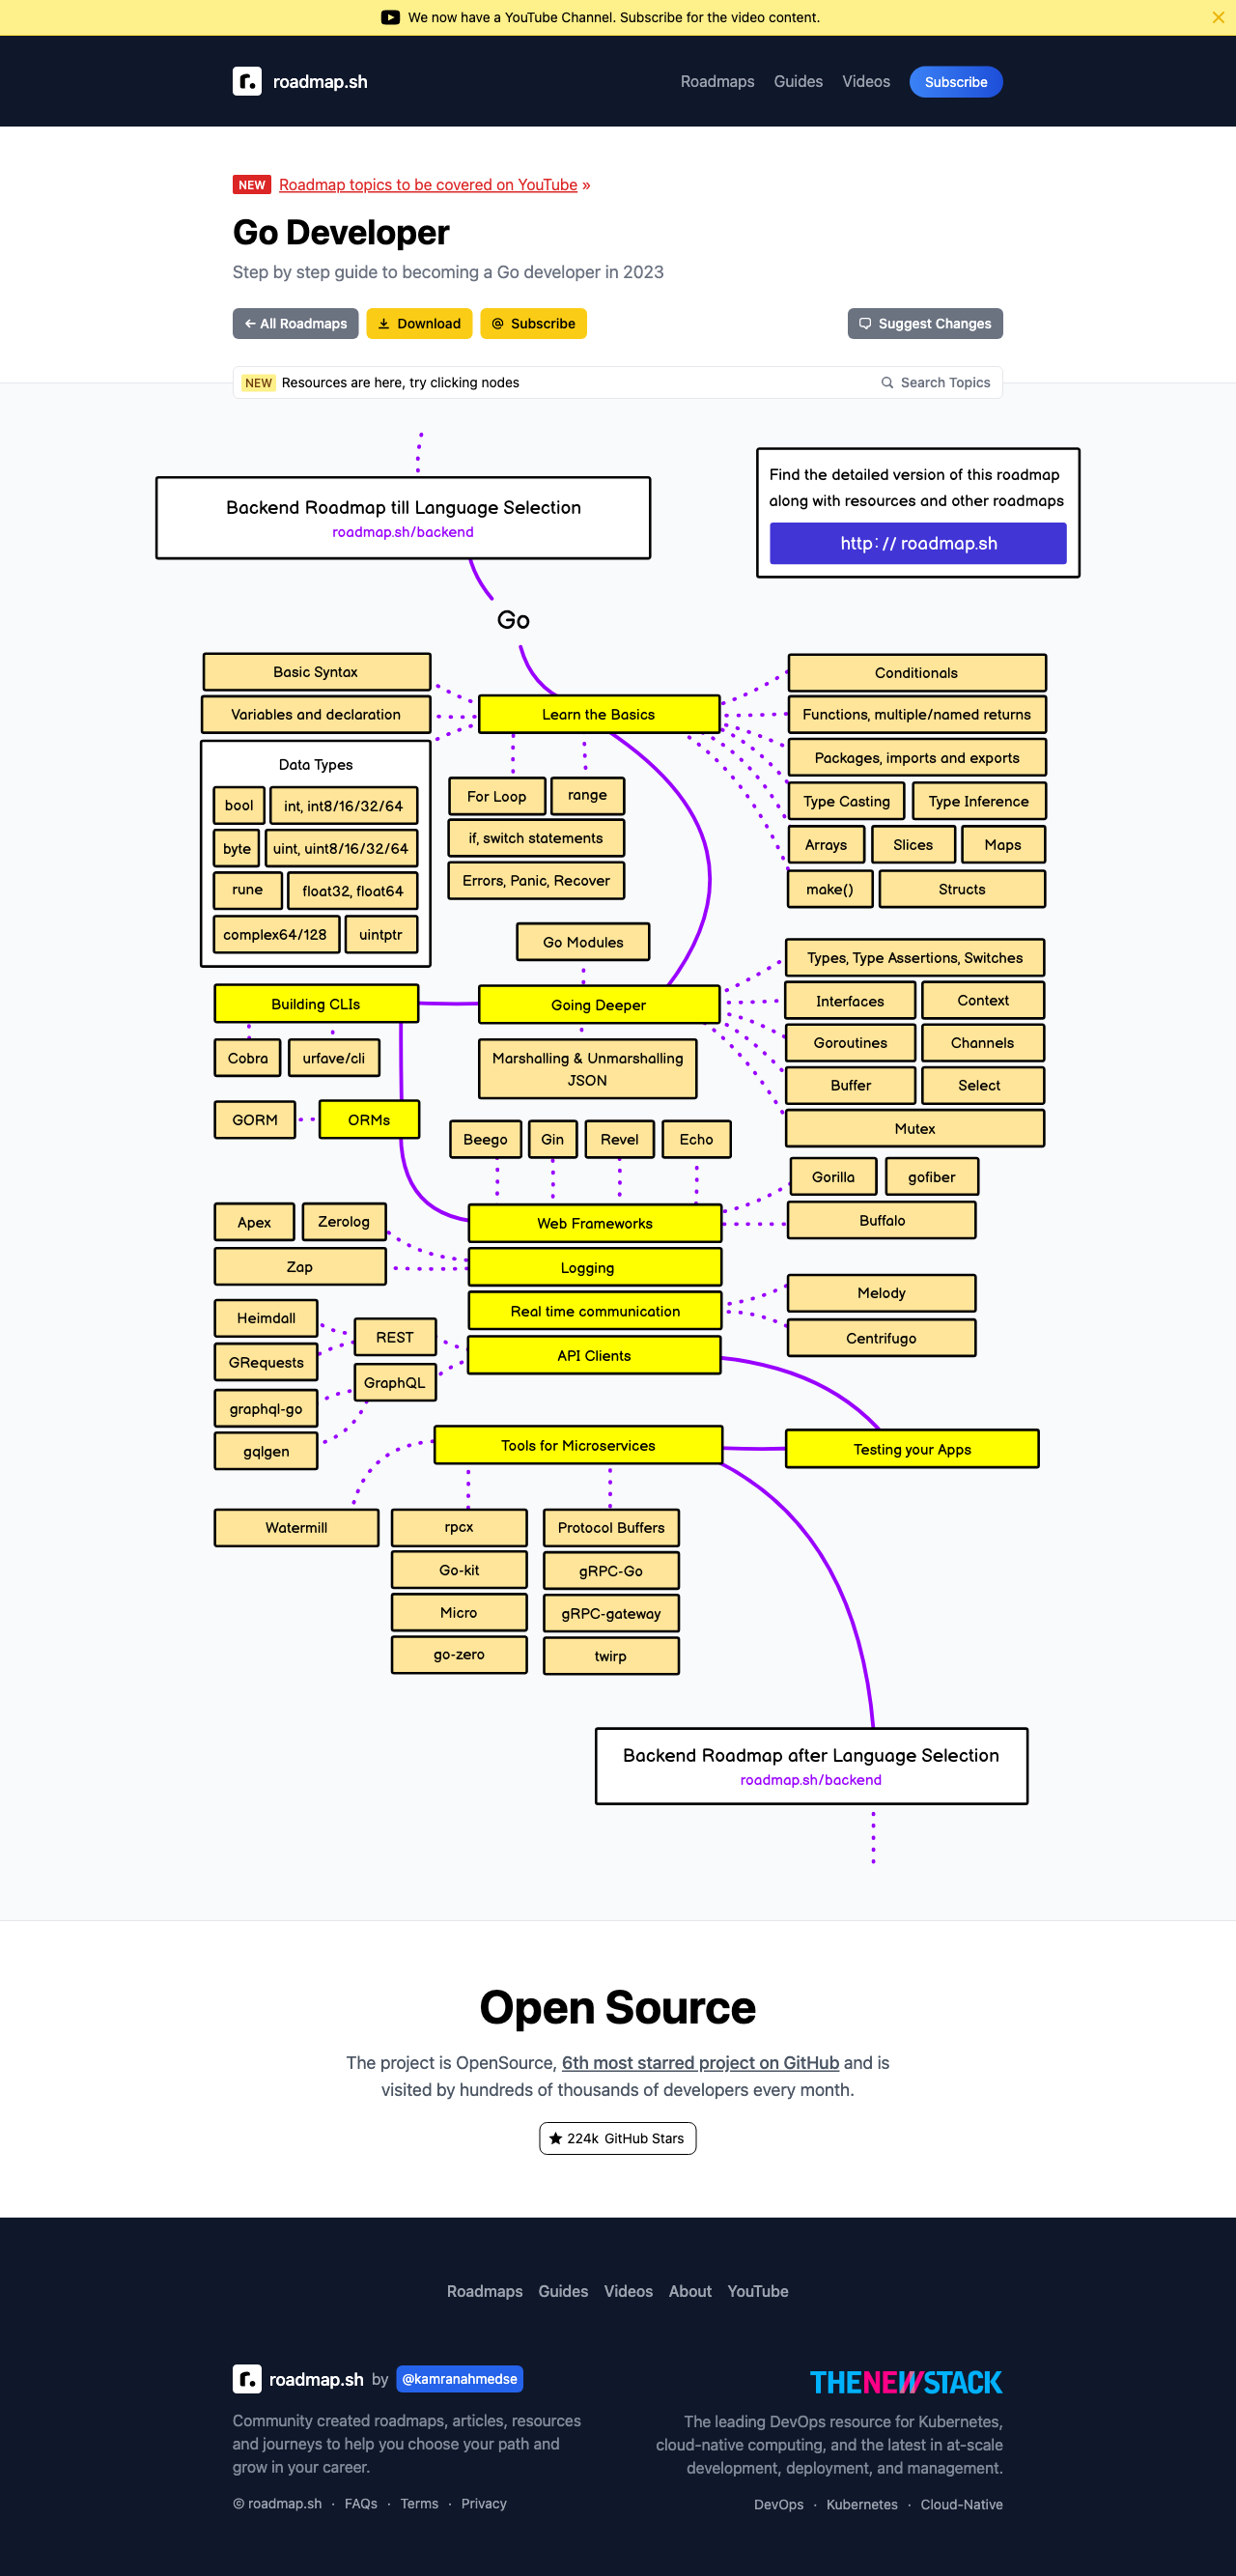 We now have a YouTube Channel. Subscribe for the video content.
roadmap.sh
Roadmaps Guides Videos Subscribe
NEW Roadmap topics to be covered on YouTube »
Go Developer
Step by step guide to becoming a Go developer in 2023
← All Roadmaps
Download
Subscribe
Suggest Changes
NEW Resources are here, try clicking nodes
Search Topics
Backend Roadmap till Language Selection
roadmap.sh/backend
Find the detailed version of this roadmap
along with resources and other roadmaps
http://roadmap.sh
Go
Basic Syntax
Variables and declaration
Learn the Basics
Conditionals
Functions, multiple/named returns
Packages, imports and exports
Type Casting
Type Inference
Arrays
Slices
Maps
make()
Structs
Data Types
bool
int, int8/16/32/64
byte
uint, uint8/16/32/64
rune
float32, float64
complex64/128
uintptr
For Loop
range
if, switch statements
Errors, Panic, Recover
Go Modules
Building CLIs
Going Deeper
Types, Type Assertions, Switches
Interfaces
Context
Goroutines
Channels
Buffer
Select
Mutex
Cobra
urfave/cli
Marshalling & Unmarshalling
JSON
GORM
ORMs
Beego
Gin
Revel
Echo
Gorilla
gofiber
Buffalo
Apex
Zerolog
Zap
Web Frameworks
Logging
Real time communication
API Clients
Melody
Centrifugo
Heimdall
GRequests
REST
GraphQL
graphql-go
gqlgen
Tools for Microservices
Testing your Apps
Watermill
rpcx
Go-kit
Micro
go-zero
Protocol Buffers
gRPC-Go
gRPC-gateway
twirp
Backend Roadmap after Language Selection
roadmap.sh/backend
Open Source
The project is OpenSource, 6th most starred project on GitHub and is
visited by hundreds of thousands of developers every month.
224k GitHub Stars
Roadmaps Guides Videos About YouTube
roadmap.sh by @kamranahmedse
Community created roadmaps, articles, resources
and journeys to help you choose your path and
grow in your career.
© roadmap.sh · FAQs · Terms · Privacy
THENEWSTACK
The leading DevOps resource for Kubernetes,
cloud-native computing, and the latest in at-scale
development, deployment, and management.
DevOps · Kubernetes · Cloud-Native